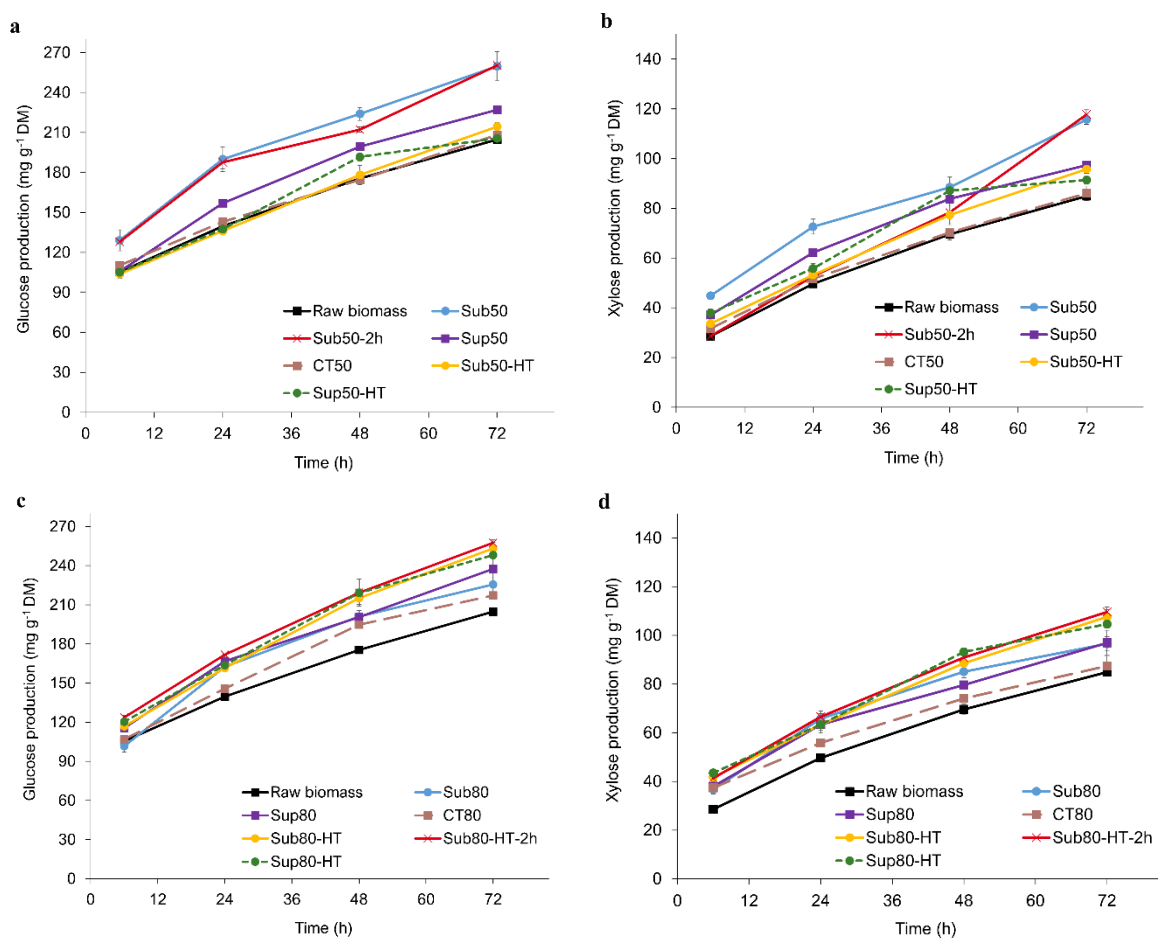 a
Glucose production (mg g⁻¹ DM)
270
240
210
180
150
120
90
60
30
0
0 12 24 36 48 60 72
Time (h)
Raw biomass Sub50
Sub50-2h Sup50
CT50 Sub50-HT
Sup50-HT
b
Xylose production (mg g⁻¹ DM)
140
120
100
80
60
40
20
0
0 12 24 36 48 60 72
Time (h)
Raw biomass Sub50
Sub50-2h Sup50
CT50 Sub50-HT
Sup50-HT
c
Glucose production (mg g⁻¹ DM)
270
240
210
180
150
120
90
60
30
0
0 12 24 36 48 60 72
Time (h)
Raw biomass Sub80
Sup80 CT80
Sub80-HT Sub80-HT-2h
Sup80-HT
d
Xylose production (mg g⁻¹ DM)
140
120
100
80
60
40
20
0
0 12 24 36 48 60 72
Time (h)
Raw biomass Sub80
Sup80 CT80
Sub80-HT Sub80-HT-2h
Sup80-HT